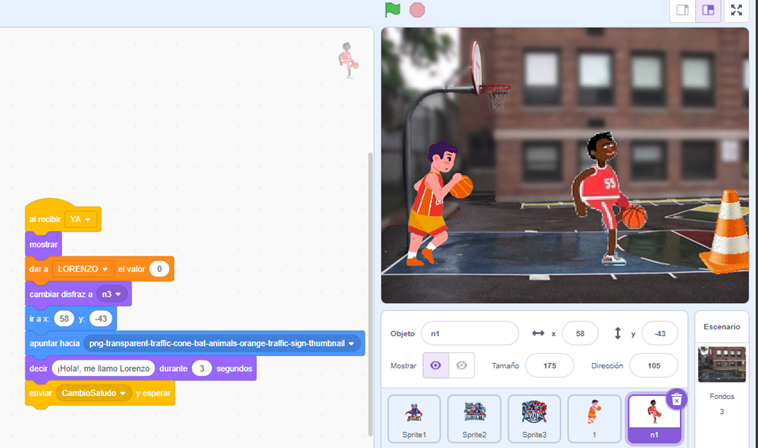 al recibir YA
mostrar
dar a LORENZO el valor 0
cambiar disfraz a n3
ir a x: 58 y: -43
apuntar hacia png-transparent-traffic-cone-bat-animals-orange-traffic-sign-thumbnail
decir ¡Hola!, me llamo Lorenzo durante 3 segundos
enviar CambioSaludo y esperar
55
Objeto n1 x 58 y -43
Mostrar Tamaño 175 Dirección 105
Sprite1 Sprite2 Sprite3 1 n1
Escenario
Fondos
3